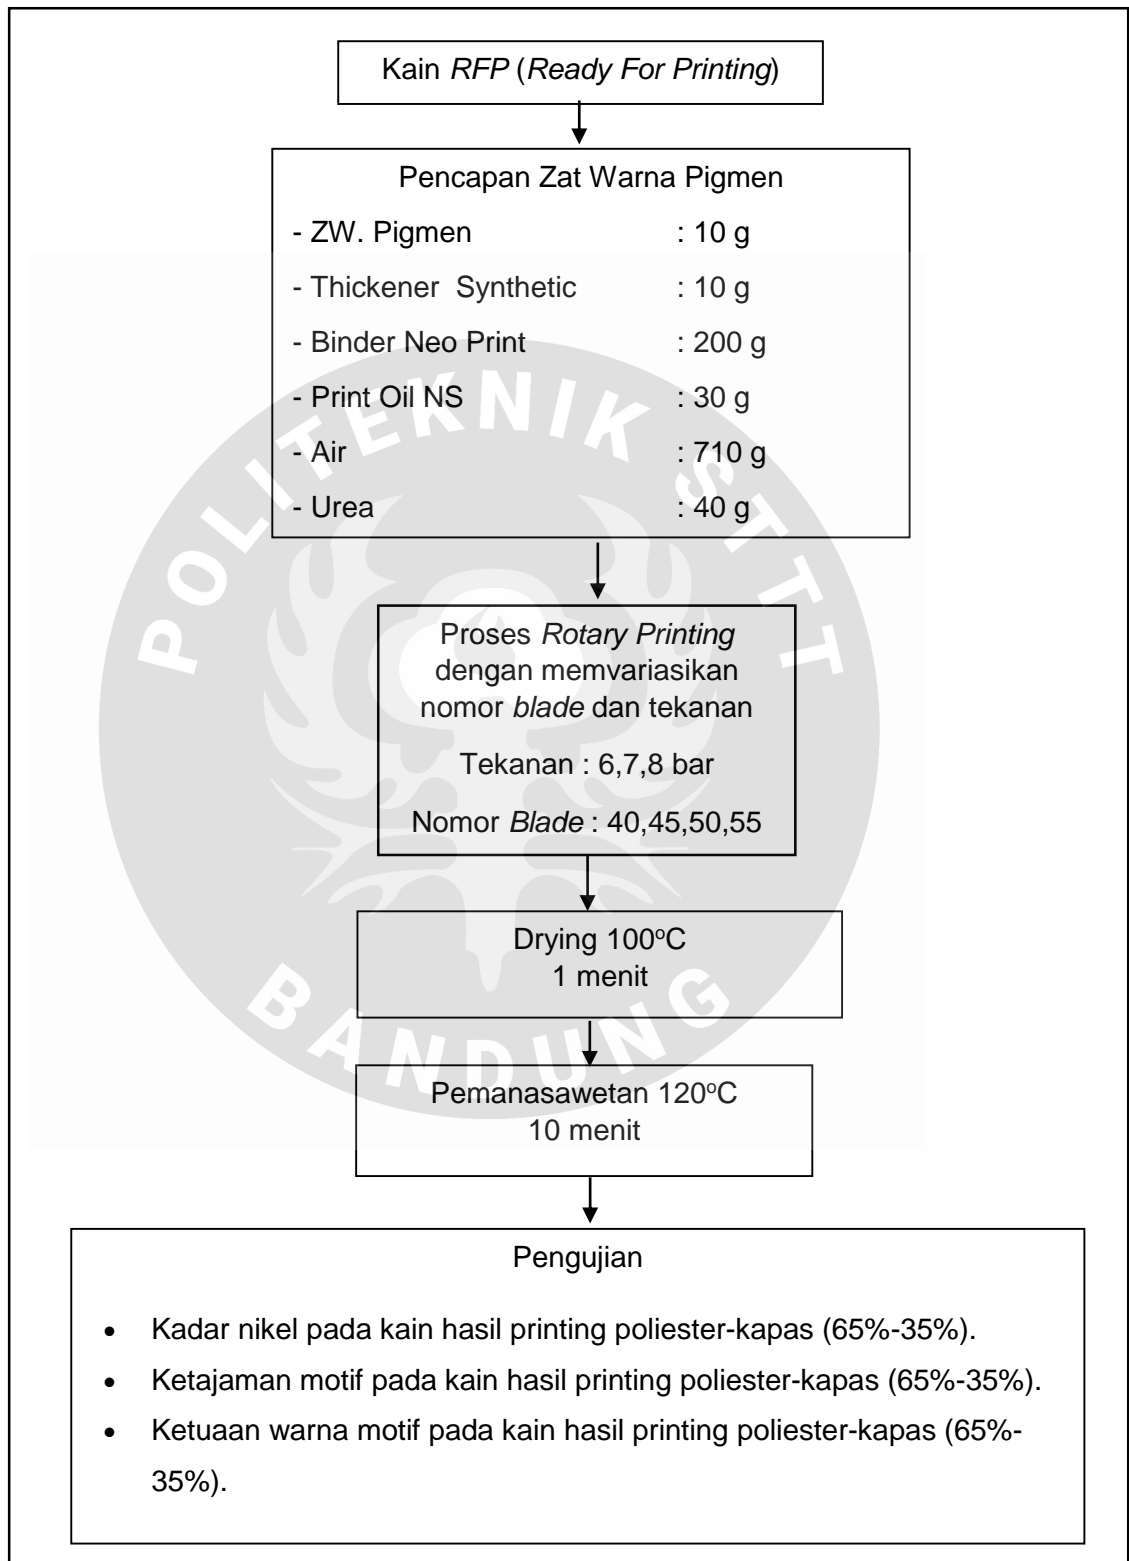 Kain RFP (Ready For Printing)
Pencapan Zat Warna Pigmen
- ZW. Pigmen : 10 g
- Thickener Synthetic : 10 g
- Binder Neo Print : 200 g
- Print Oil NS : 30 g
- Air : 710 g
- Urea : 40 g
Proses Rotary Printing
dengan memvariasikan
nomor blade dan tekanan
Tekanan : 6,7,8 bar
Nomor Blade : 40,45,50,55
Drying 100°C
1 menit
Pemanasawetan 120°C
10 menit
Pengujian
• Kadar nikel pada kain hasil printing poliester-kapas (65%-35%).
• Ketajaman motif pada kain hasil printing poliester-kapas (65%-35%).
• Ketuaan warna motif pada kain hasil printing poliester-kapas (65%-
35%).
POLITEKNIK STTT
BANDUNG